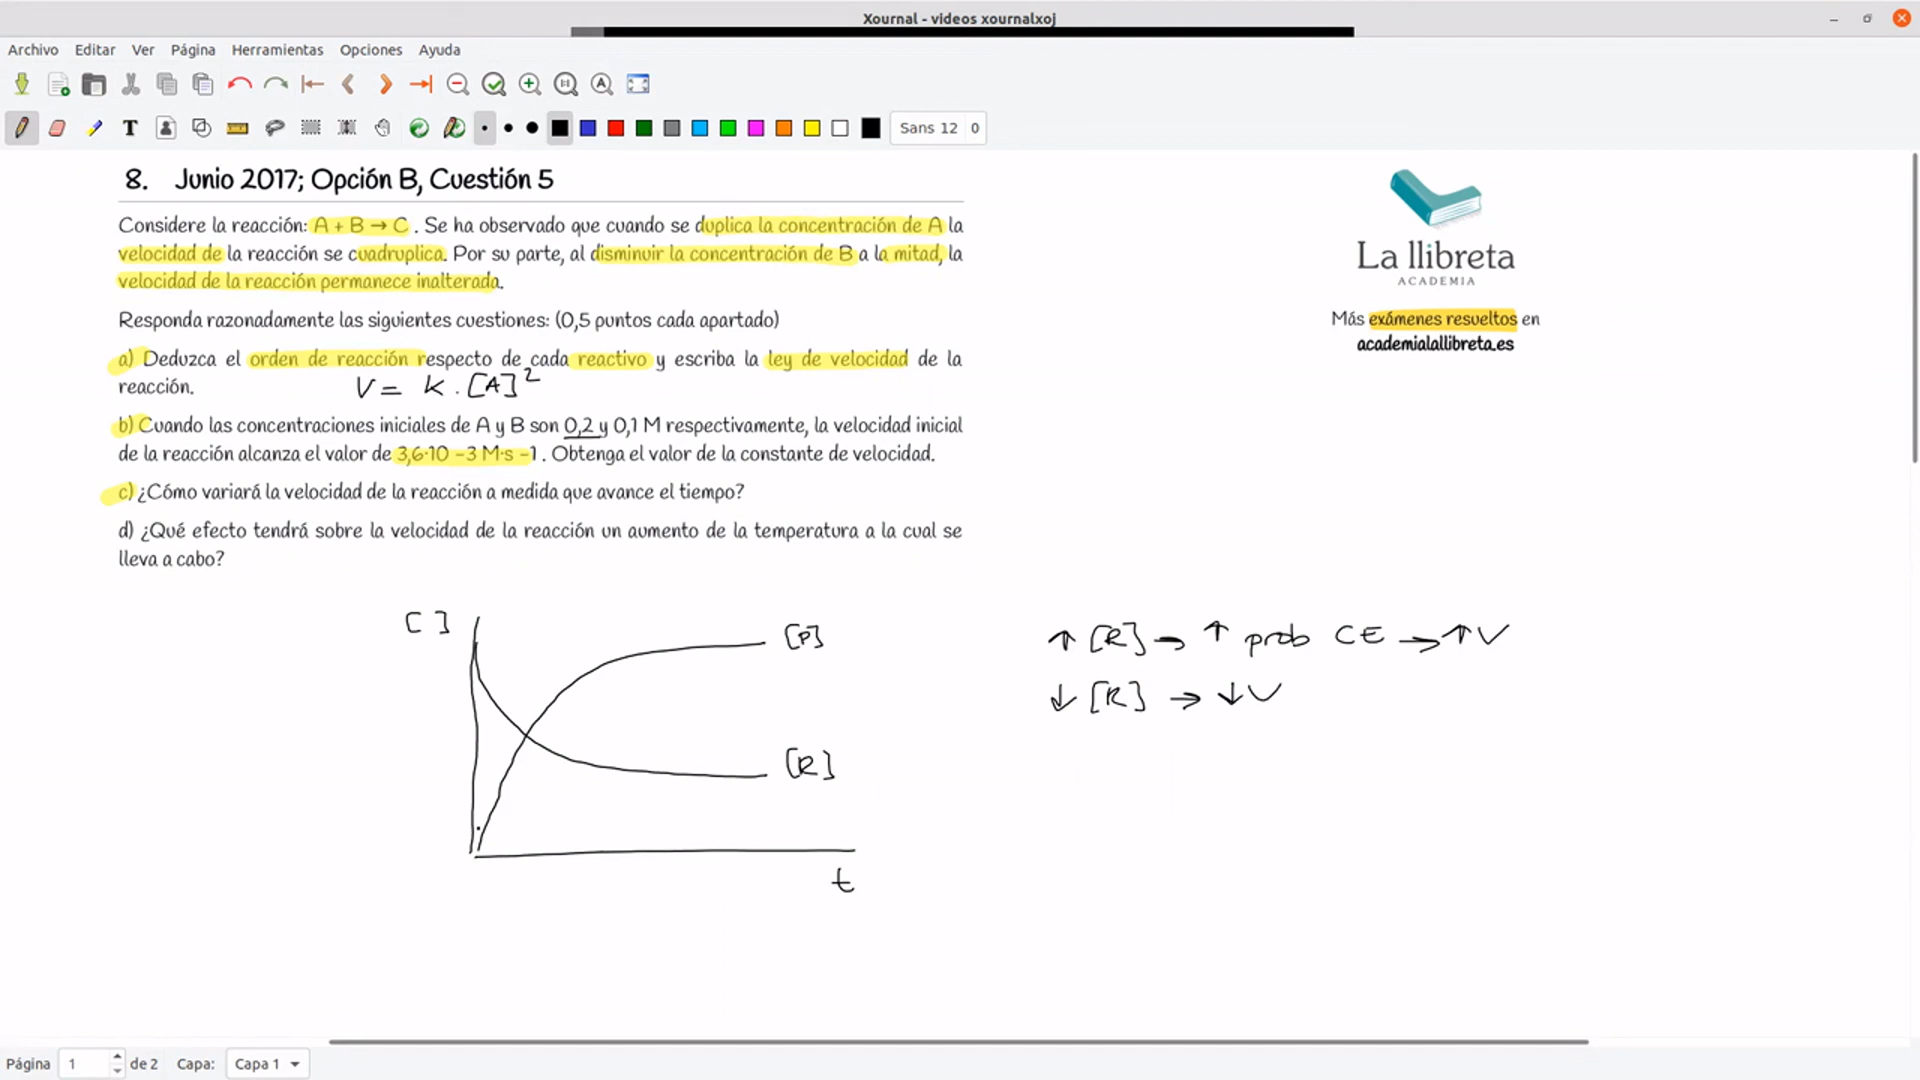 Xournal - videos xournalxoj
Archivo Editar Ver Página Herramientas Opciones Ayuda
Sans 12 0
8. Junio 2017; Opción B, Cuestión 5
Considere la reacción: A + B → C . Se ha observado que cuando se duplica la concentración de A la
velocidad de la reacción se cuadruplica. Por su parte, al disminuir la concentración de B a la mitad, la
velocidad de la reacción permanece inalterada.
Responda razonadamente las siguientes cuestiones: (0,5 puntos cada apartado)
a) Deduzca el orden de reacción respecto de cada reactivo y escriba la ley de velocidad de la
reacción.
V = K . [A]²
b) Cuando las concentraciones iniciales de A y B son 0,2 y 0,1 M respectivamente, la velocidad inicial
de la reacción alcanza el valor de 3,6·10 −3 M·s −1 . Obtenga el valor de la constante de velocidad.
c) ¿Cómo variará la velocidad de la reacción a medida que avance el tiempo?
d) ¿Qué efecto tendrá sobre la velocidad de la reacción un aumento de la temperatura a la cual se
lleva a cabo?
La llibreta
ACADEMIA
Más exámenes resueltos en
academialallibreta.es
[ ]
[P]
[R]
t
↑ [R] → ↑ prob CE → ↑ V
↓ [R] → ↓ V
Página 1 de 2 Capa: Capa 1